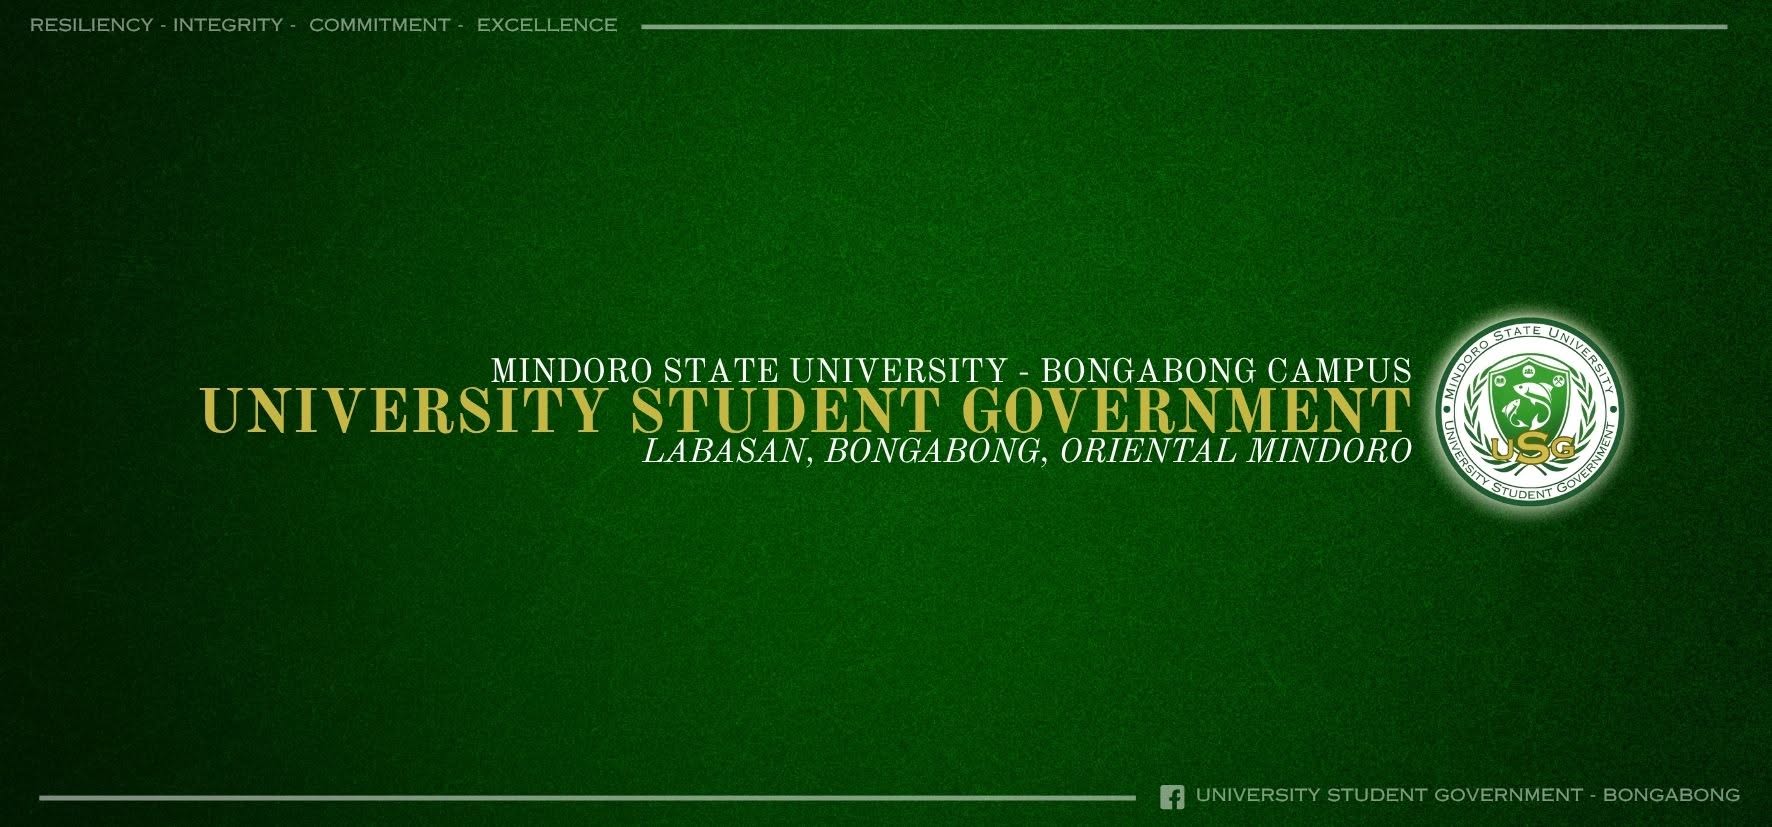 RESILIENCY - INTEGRITY - COMMITMENT - EXCELLENCE
MINDORO STATE UNIVERSITY - BONGABONG CAMPUS
UNIVERSITY STUDENT GOVERNMENT
LABASAN, BONGABONG, ORIENTAL MINDORO
MINDORO STATE UNIVERSITY
USG
UNIVERSITY STUDENT GOVERNMENT
UNIVERSITY STUDENT GOVERNMENT - BONGABONG